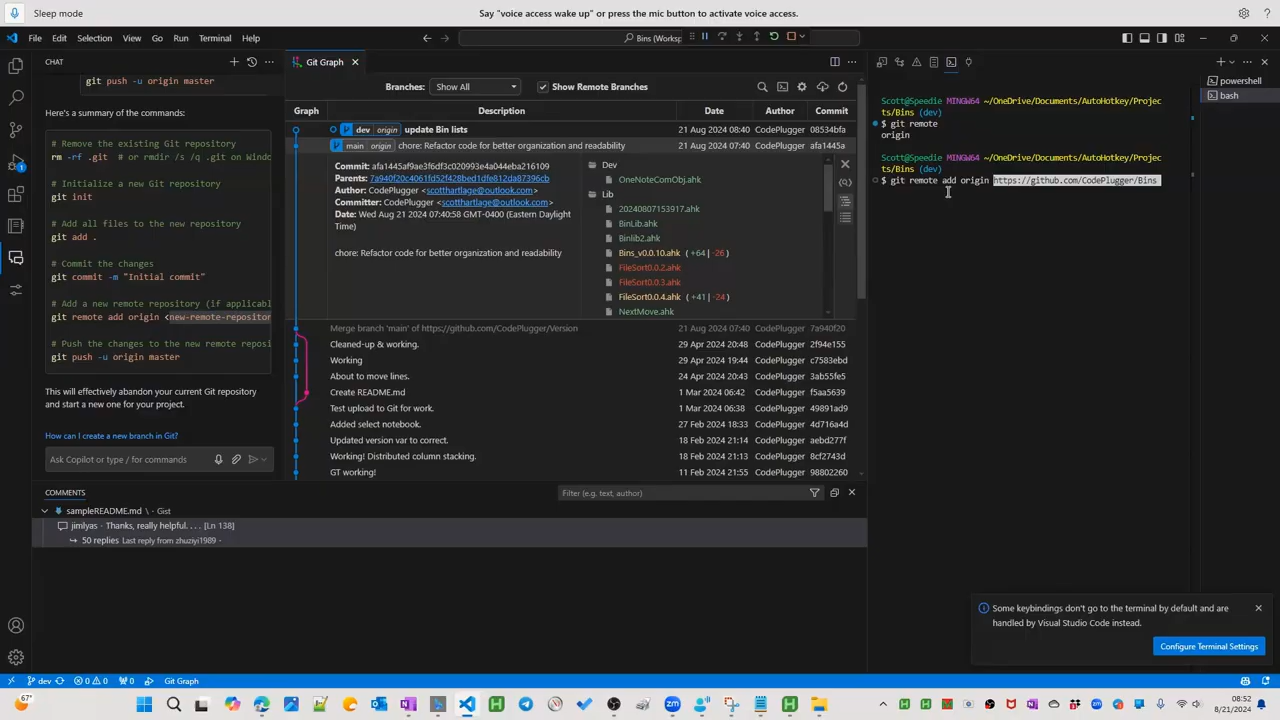 Sleep mode
Say "voice access wake up" or press the mic button to activate voice access.
File Edit Selection View Go Run Terminal Help
Bins (Worksp
CHAT
git push -u origin master
Here's a summary of the commands:
# Remove the existing Git repository
rm -rf .git # or rmdir /s /q .git on Windo
# Initialize a new Git repository
git init
# Add all files to the new repository
git add .
# Commit the changes
git commit -m "Initial commit"
# Add a new remote repository (if applicabl
git remote add origin <new-remote-repositor
# Push the changes to the new remote reposi
git push -u origin master
This will effectively abandon your current Git repository
and start a new one for your project.
How can I create a new branch in Git?
Ask Copilot or type / for commands
Git Graph
Branches: Show All Show Remote Branches
Graph Description Date Author Commit
dev origin update Bin lists 21 Aug 2024 08:40 CodePlugger 08534bfa
main origin chore: Refactor code for better organization and readability 21 Aug 2024 07:40 CodePlugger afa1445a
Commit: afa1445af9ae3f6df3c020993e4a044eba216109
Parents: 7a940f20c4061fd52f428bed1fe812da87396cb
Author: CodePlugger <scotthartlage@outlook.com>
Committer: CodePlugger <scotthartlage@outlook.com>
Date: Wed Aug 21 2024 07:40:58 GMT-0400 (Eastern Daylight
Time)
chore: Refactor code for better organization and readability
Dev
OneNoteComObj.ahk
Lib
20240807153917.ahk
BinLib.ahk
Binlib2.ahk
Bins_v0.0.10.ahk (+64|-26)
FileSort0.0.2.ahk
FileSort0.0.3.ahk
FileSort0.0.4.ahk (+41|-24)
NextMove.ahk
Merge branch 'main' of https://github.com/CodePlugger/Version 21 Aug 2024 07:40 CodePlugger 7a940f20
Cleaned-up & working. 29 Apr 2024 20:48 CodePlugger 2f94e155
Working 29 Apr 2024 19:44 CodePlugger c7583ebd
About to move lines. 24 Apr 2024 20:43 CodePlugger 3ab55fe5
Create README.md 1 Mar 2024 06:42 CodePlugger f5aa5639
Test upload to Git for work. 1 Mar 2024 06:38 CodePlugger 49891ad9
Added select notebook. 27 Feb 2024 18:33 CodePlugger 4d716a4d
Updated version var to correct. 18 Feb 2024 21:14 CodePlugger aebd277f
Working! Distributed column stacking. 18 Feb 2024 21:13 CodePlugger 8cf2743d
GT working! 11 Feb 2024 21:55 CodePlugger 98802260
COMMENTS
Filter (e.g. text, author)
sampleREADME.md \ · Gist
jimlyas · Thanks, really helpful. . . . [Ln 138]
50 replies Last reply from zhuziyi1989 -
powershell
bash
Scott@Speedie MINGW64 ~/OneDrive/Documents/AutoHotkey/Projec
ts/Bins (dev)
$ git remote
origin
Scott@Speedie MINGW64 ~/OneDrive/Documents/AutoHotkey/Projec
ts/Bins (dev)
$ git remote add origin https://github.com/CodePlugger/Bins
Some keybindings don't go to the terminal by default and are
handled by Visual Studio Code instead.
Configure Terminal Settings
dev 0 0 0 Git Graph
67°
08:52
8/21/2024